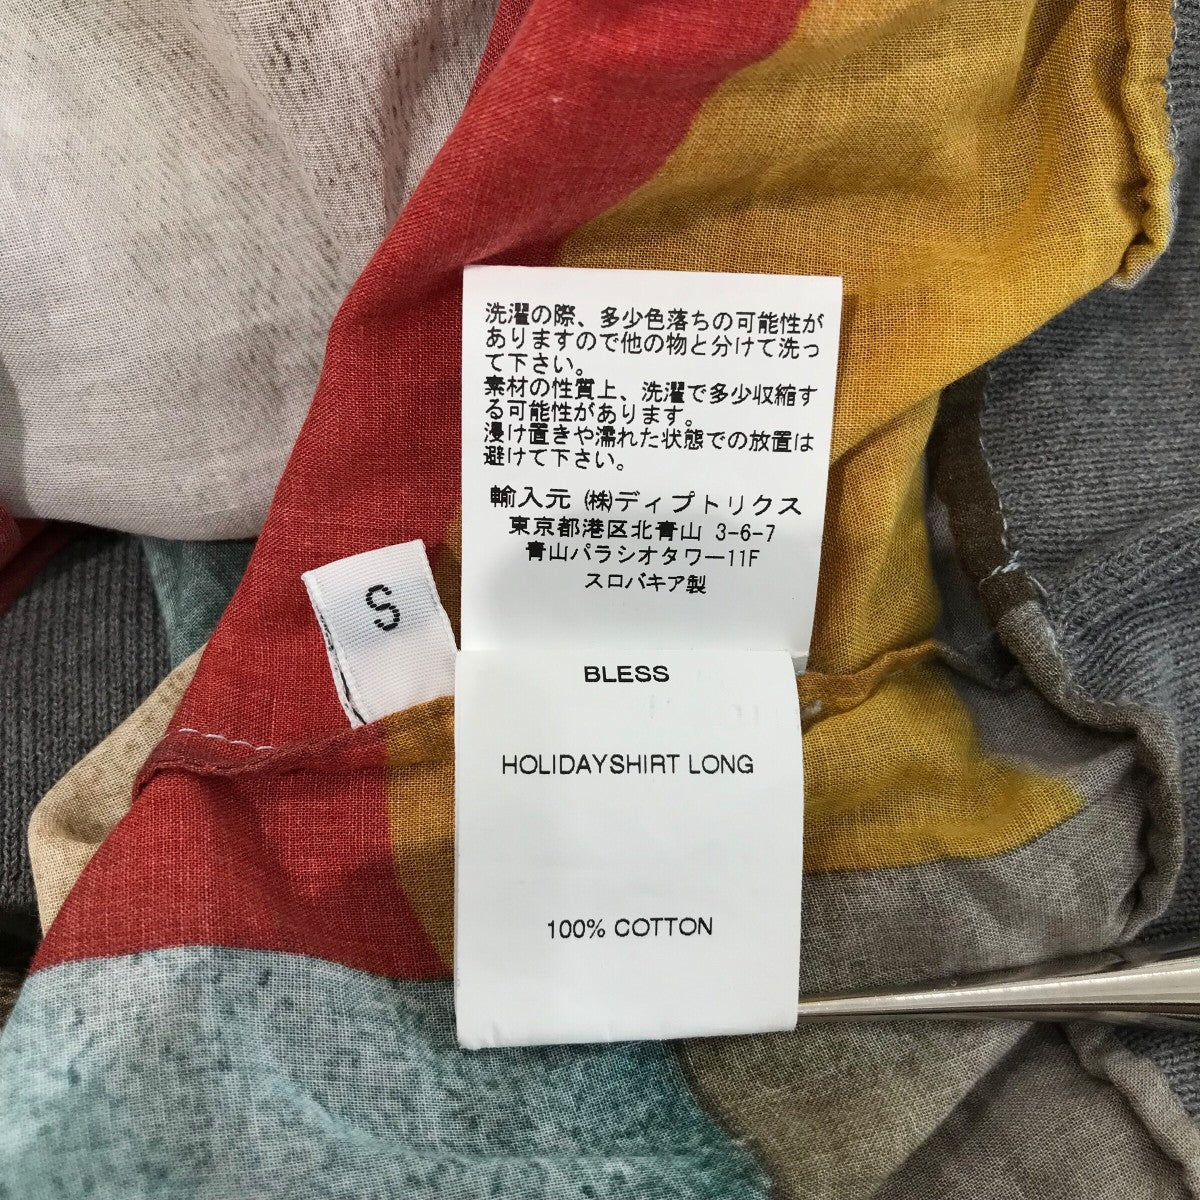 洗濯の際、多少色落ちの可能性が
ありますので他の物と分けて洗っ
て下さい。
素材の性質上、洗濯で多少収縮す
る可能性があります。
浸け置きや濡れた状態での放置は
避けて下さい。
輸入元 ㈱ディプトリクス
東京都港区北青山 3-6-7
青山パラシオタワー11F
スロバキア製
S
BLESS
HOLIDAYSHIRT LONG
100% COTTON